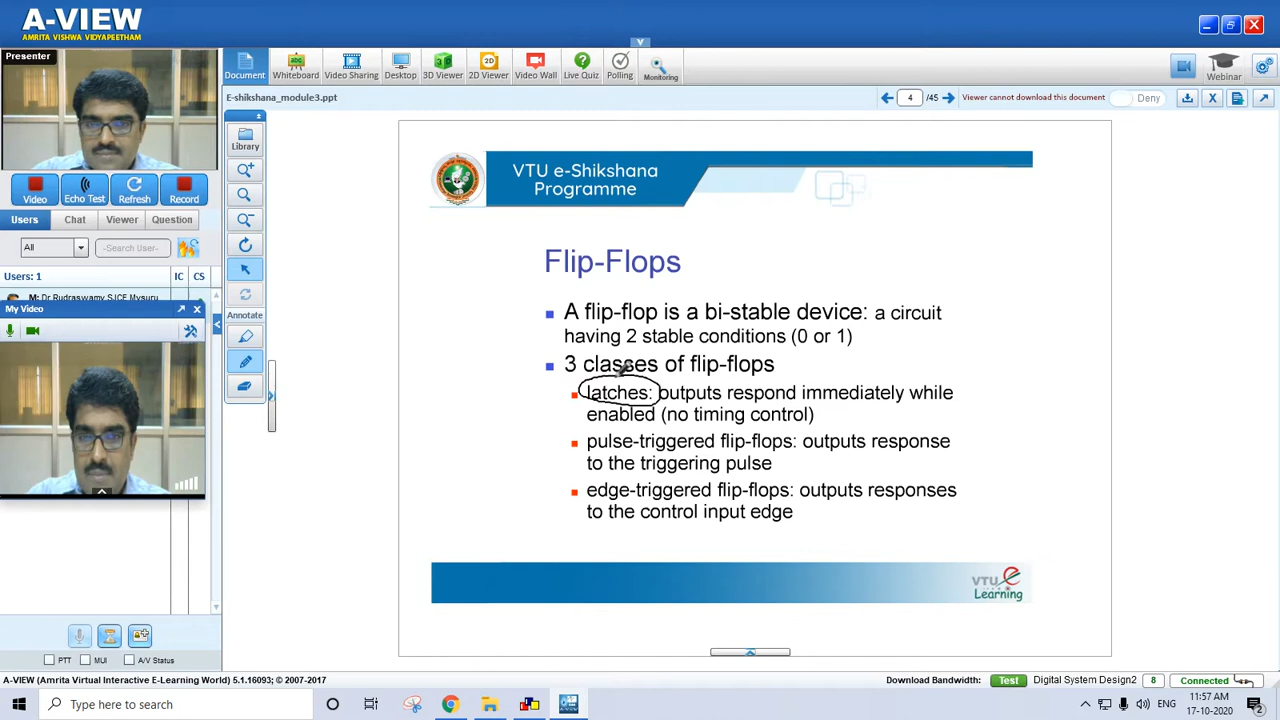 A-VIEW
AMRITA VISHWA VIDYAPEETHAM
Presenter
Document
Whiteboard
Video Sharing
Desktop
3D Viewer
2D Viewer
Video Wall
Live Quiz
Polling
Monitoring
Webinar
E-shikshana_module3.ppt
4 /45
Viewer cannot download this document
Deny
Library
Annotate
Video
Echo Test
Refresh
Record
Users
Chat
Viewer
Question
All
-Search User-
Users: 1
IC
CS
M: Dr Rudraswamy SJCE Mysuru
My Video
VTU e-Shikshana
Programme
Flip-Flops
A flip-flop is a bi-stable device: a circuit
having 2 stable conditions (0 or 1)
3 classes of flip-flops
latches: outputs respond immediately while
enabled (no timing control)
pulse-triggered flip-flops: outputs response
to the triggering pulse
edge-triggered flip-flops: outputs responses
to the control input edge
VTU e
Learning
PTT
MUI
A/V Status
A-VIEW (Amrita Virtual Interactive E-Learning World) 5.1.16093; © 2007-2017
Download Bandwidth:
Test
Digital System Design2
8
Connected
Type here to search
ENG
11:57 AM
17-10-2020
2